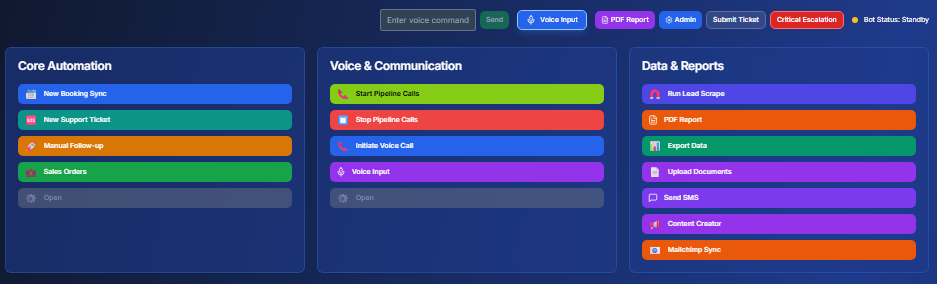 Enter voice command
Send
Voice Input
PDF Report
Admin
Submit Ticket
Critical Escalation
Bot Status: Standby
Core Automation
New Booking Sync
New Support Ticket
Manual Follow-up
Sales Orders
Open
Voice & Communication
Start Pipeline Calls
Stop Pipeline Calls
Initiate Voice Call
Voice Input
Open
Data & Reports
Run Lead Scrape
PDF Report
Export Data
Upload Documents
Send SMS
Content Creator
Mailchimp Sync